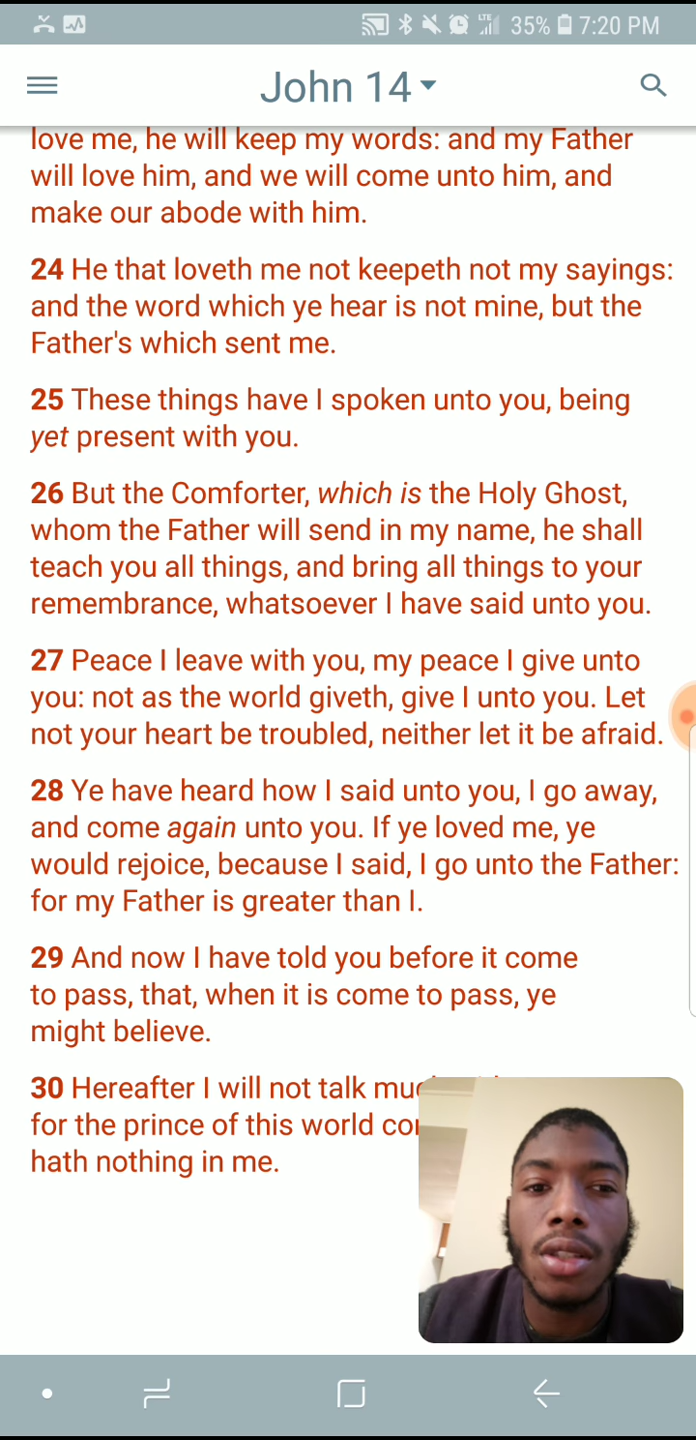 LTE 35% 7:20 PM
John 14
love me, he will keep my words: and my Father
will love him, and we will come unto him, and
make our abode with him.
24 He that loveth me not keepeth not my sayings:
and the word which ye hear is not mine, but the
Father's which sent me.
25 These things have I spoken unto you, being
yet present with you.
26 But the Comforter, which is the Holy Ghost,
whom the Father will send in my name, he shall
teach you all things, and bring all things to your
remembrance, whatsoever I have said unto you.
27 Peace I leave with you, my peace I give unto
you: not as the world giveth, give I unto you. Let
not your heart be troubled, neither let it be afraid.
28 Ye have heard how I said unto you, I go away,
and come again unto you. If ye loved me, ye
would rejoice, because I said, I go unto the Father:
for my Father is greater than I.
29 And now I have told you before it come
to pass, that, when it is come to pass, ye
might believe.
30 Hereafter I will not talk
for the prince of this world
hath nothing in me.